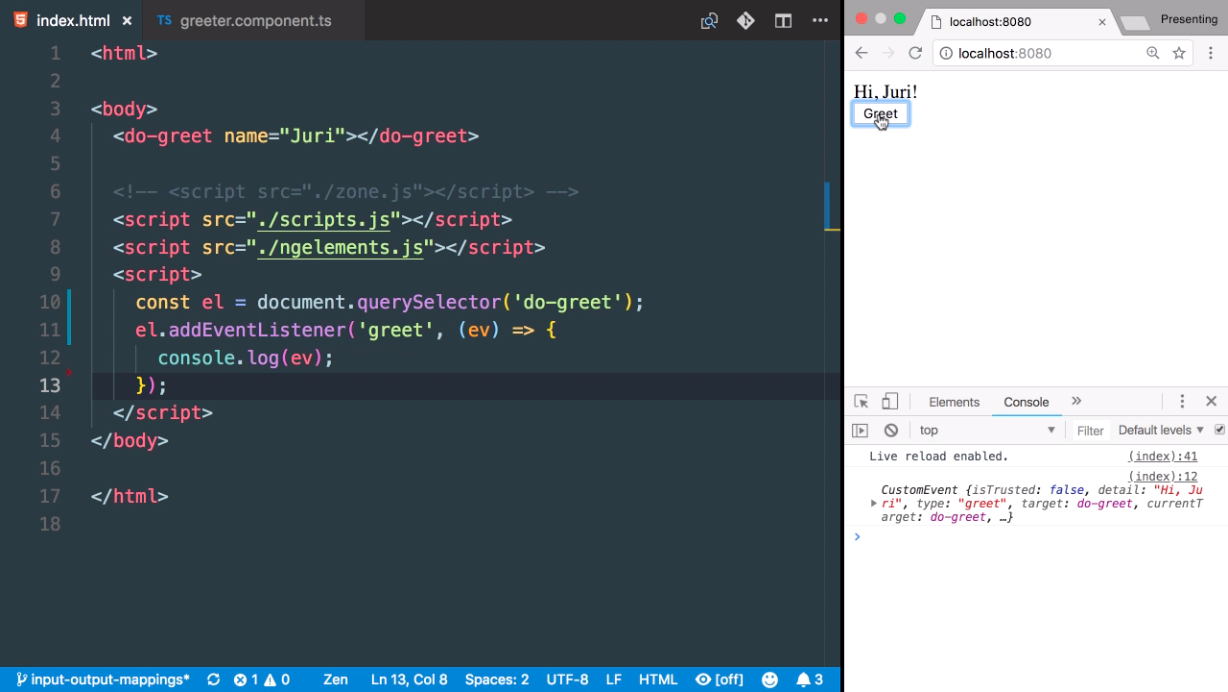 index.html ×
TS greeter.component.ts
1 <html>
2
3 <body>
4 <do-greet name="Juri"></do-greet>
5
6 <!-- <script src="./zone.js"></script> -->
7 <script src="./scripts.js"></script>
8 <script src="./ngelements.js"></script>
9 <script>
10 const el = document.querySelector('do-greet');
11 el.addEventListener('greet', (ev) => {
12 console.log(ev);
13 });
14 </script>
15 </body>
16
17 </html>
18
input-output-mappings* 1 0 Zen Ln 13, Col 8 Spaces: 2 UTF-8 LF HTML [off] 3
localhost:8080 × Presenting
localhost:8080
Hi, Juri!
Greet
Elements Console » ×
top Filter Default levels
Live reload enabled. (index):41
(index):12
CustomEvent {isTrusted: false, detail: "Hi, Ju
ri", type: "greet", target: do-greet, currentT
arget: do-greet, …}
>